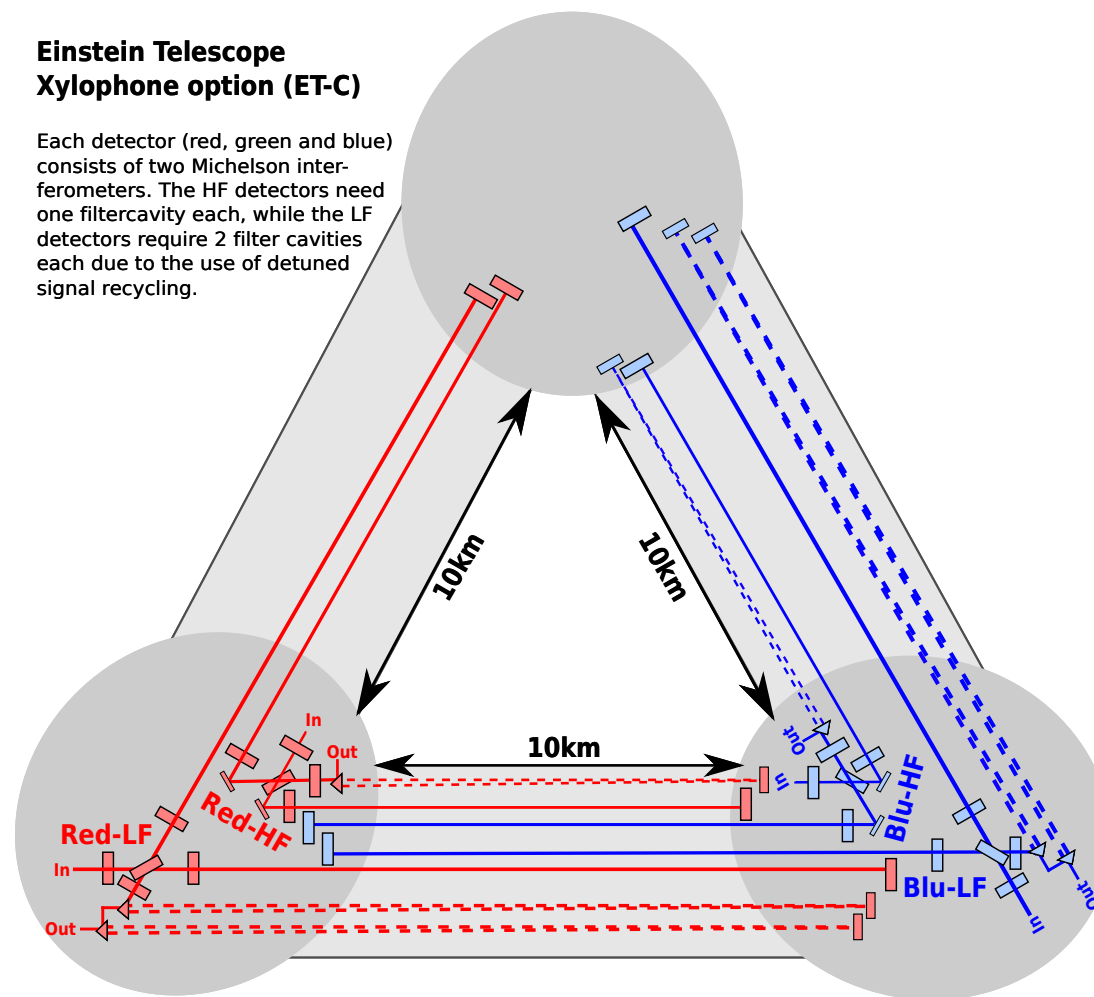 Einstein Telescope
Xylophone option (ET-C)
Each detector (red, green and blue)
consists of two Michelson inter-
ferometers. The HF detectors need
one filtercavity each, while the LF
detectors require 2 filter cavities
each due to the use of detuned
signal recycling.
10km
10km
10km
In
Out
Red-HF
Red-LF
In
Out
Out
In
Blu-HF
Blu-LF
In
Out